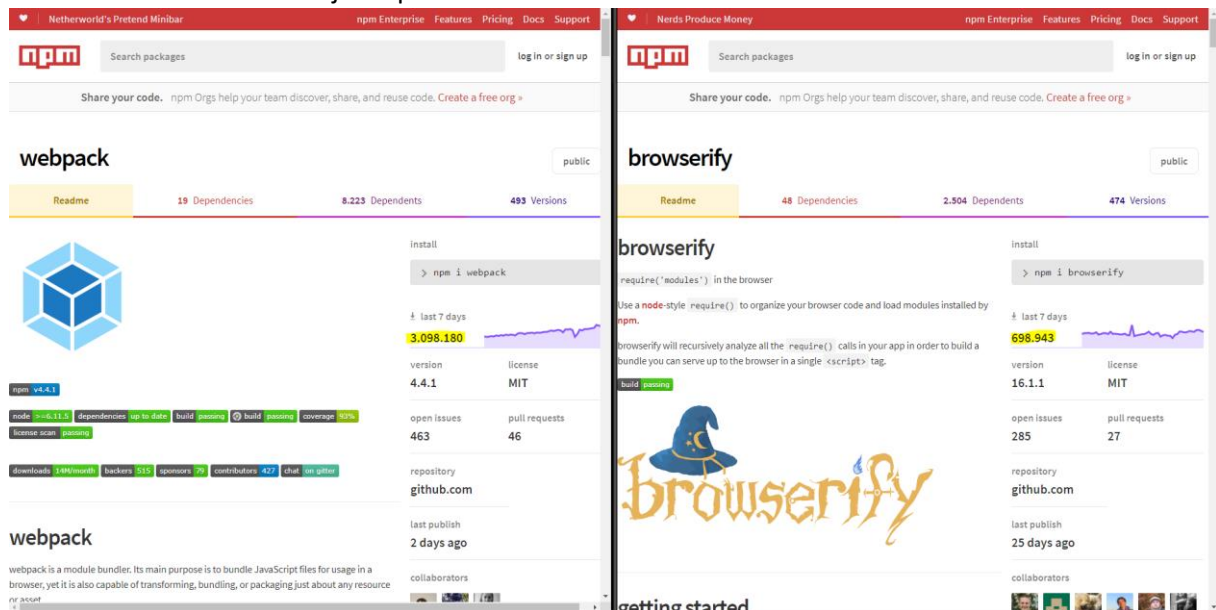 ♥ Netherworld's Pretend Minibar npm Enterprise Features Pricing Docs Support
npm Search packages log in or sign up
Share your code. npm Orgs help your team discover, share, and reuse code. Create a free org »
webpack public
Readme 19 Dependencies 8.223 Dependents 493 Versions
install
> npm i webpack
last 7 days
3.098.180
version license
4.4.1 MIT
npm v4.4.1
node >=6.11.5 dependencies up to date build passing build passing coverage 93%
license scan passing
open issues pull requests
463 46
downloads 14M/month backers 515 sponsors 79 contributors 427 chat on gitter
repository
github.com
last publish
2 days ago
webpack
webpack is a module bundler. Its main purpose is to bundle JavaScript files for usage in a
browser, yet it is also capable of transforming, bundling, or packaging just about any resource
or asset
collaborators
♥ Nerds Produce Money npm Enterprise Features Pricing Docs Support
npm Search packages log in or sign up
Share your code. npm Orgs help your team discover, share, and reuse code. Create a free org »
browserify public
Readme 48 Dependencies 2.504 Dependents 474 Versions
browserify
require('modules') in the browser
Use a node-style require() to organize your browser code and load modules installed by
npm.
browserify will recursively analyze all the require() calls in your app in order to build a
bundle you can serve up to the browser in a single <script> tag.
build passing
browserify
getting started
install
> npm i browserify
last 7 days
698.943
version license
16.1.1 MIT
open issues pull requests
285 27
repository
github.com
last publish
25 days ago
collaborators